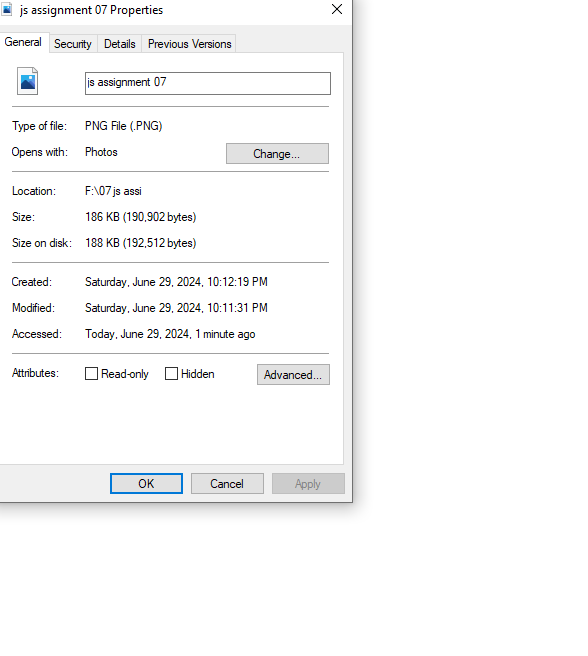 js assignment 07 Properties
General Security Details Previous Versions
js assignment 07
Type of file: PNG File (.PNG)
Opens with: Photos Change...
Location: F:\07 js assi
Size: 186 KB (190,902 bytes)
Size on disk: 188 KB (192,512 bytes)
Created: Saturday, June 29, 2024, 10:12:19 PM
Modified: Saturday, June 29, 2024, 10:11:31 PM
Accessed: Today, June 29, 2024, 1 minute ago
Attributes: Read-only Hidden Advanced...
OK Cancel Apply